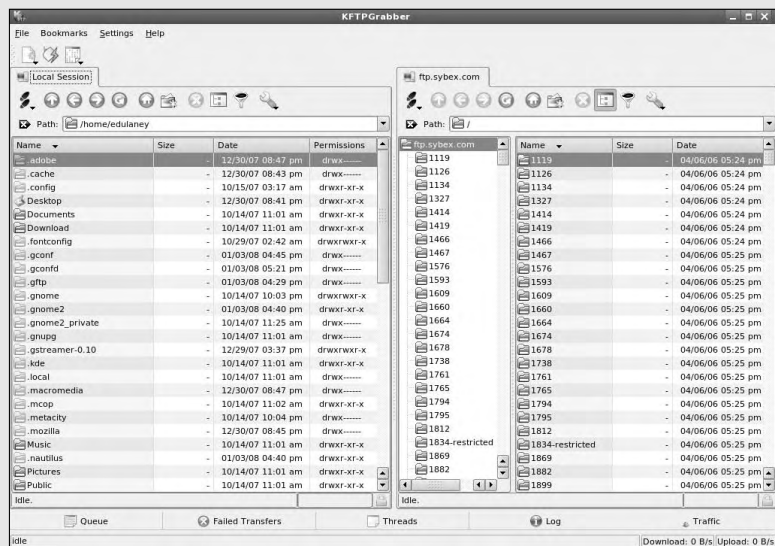 KFTPGrabber
File Bookmarks Settings Help
Local Session
Path: /home/edulaney
Name Size Date Permissions
.adobe - 12/30/07 08:47 pm drwx------
.cache - 12/30/07 08:43 pm drwx------
.config - 10/15/07 03:17 am drwxr-xr-x
Desktop - 12/30/07 08:41 pm drwxr-xr-x
Documents - 10/14/07 11:01 am drwxr-xr-x
Download - 10/14/07 11:01 am drwxr-xr-x
.fontconfig - 10/29/07 02:42 am drwxrwxr-x
.gconf - 01/03/08 04:45 pm drwx------
.gconfd - 01/03/08 05:21 pm drwx------
.gftp - 01/03/08 04:29 pm drwx------
.gnome - 10/14/07 10:03 pm drwxrwxr-x
.gnome2 - 01/03/08 04:40 pm drwxr-xr-x
.gnome2_private - 10/14/07 11:25 am drwx------
.gnupg - 10/14/07 11:01 am drwx------
.gstreamer-0.10 - 12/29/07 03:37 pm drwxrwxr-x
.kde - 10/14/07 11:01 am drwx------
.local - 10/14/07 11:01 am drwx------
.macromedia - 12/30/07 08:47 pm drwx------
.mcop - 10/14/07 11:02 am drwxr-xr-x
.metacity - 10/14/07 10:04 pm drwx------
.mozilla - 12/30/07 08:45 pm drwx------
Music - 10/14/07 11:01 am drwxr-xr-x
.nautilus - 01/03/08 04:40 pm drwxr-xr-x
Pictures - 10/14/07 11:01 am drwxr-xr-x
Public - 10/14/07 11:01 am drwxr-xr-x
Idle.
ftp.sybex.com
Path: /
ftp.sybex.com
1119
1126
1134
1327
1414
1419
1466
1467
1576
1593
1609
1660
1664
1674
1678
1738
1761
1765
1794
1795
1812
1834-restricted
1869
1882
Name Size Date
1119 - 04/06/06 05:24 pm
1126 - 04/06/06 05:24 pm
1134 - 04/06/06 05:24 pm
1327 - 04/06/06 05:24 pm
1414 - 04/06/06 05:24 pm
1419 - 04/06/06 05:24 pm
1466 - 04/06/06 05:24 pm
1467 - 04/06/06 05:25 pm
1576 - 04/06/06 05:25 pm
1593 - 04/06/06 05:25 pm
1609 - 04/06/06 05:25 pm
1660 - 04/06/06 05:25 pm
1664 - 04/06/06 05:25 pm
1674 - 04/06/06 05:25 pm
1678 - 04/06/06 05:25 pm
1738 - 04/06/06 05:25 pm
1761 - 04/06/06 05:25 pm
1765 - 04/06/06 05:25 pm
1794 - 04/06/06 05:25 pm
1795 - 04/06/06 05:25 pm
1812 - 04/06/06 05:25 pm
1834-restricted - 04/06/06 05:25 pm
1869 - 04/06/06 05:25 pm
1882 - 04/06/06 05:25 pm
1899 - 04/06/06 05:25 pm
Idle.
Queue Failed Transfers Threads Log Traffic
idle Download: 0 B/s Upload: 0 B/s